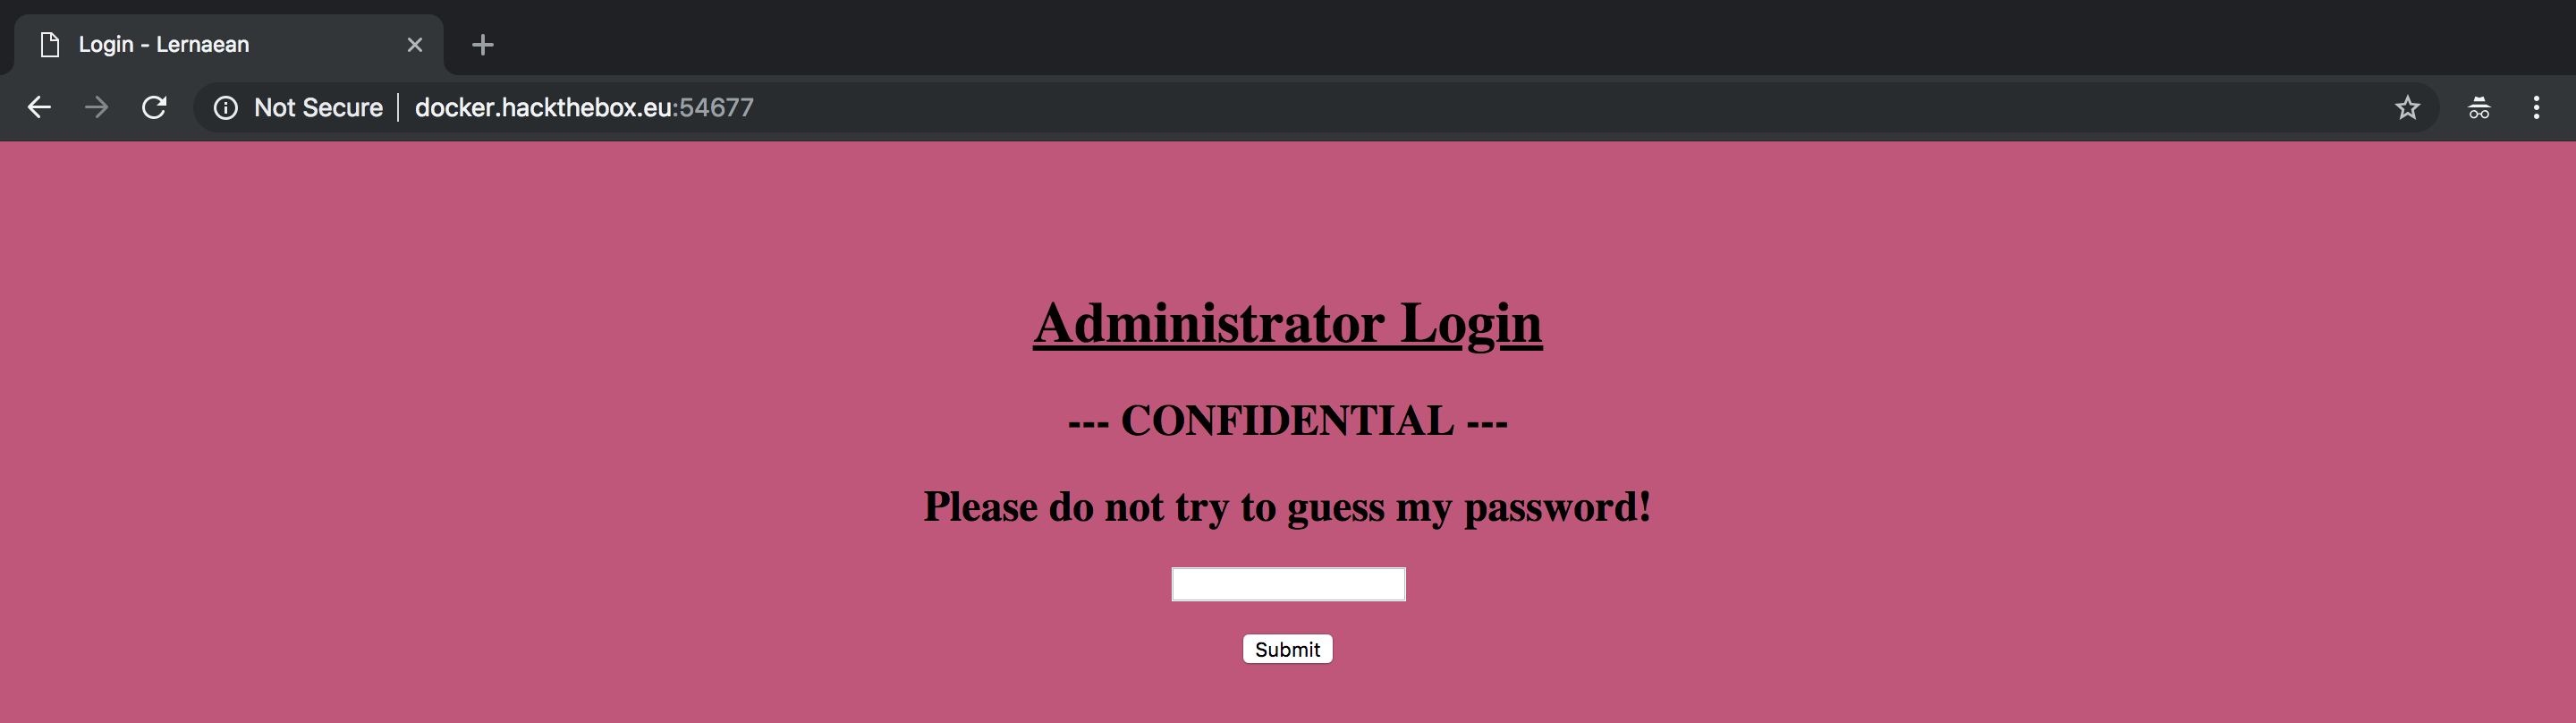 Login - Lernaean
Not Secure | docker.hackthebox.eu:54677
Administrator Login
--- CONFIDENTIAL ---
Please do not try to guess my password!
Submit